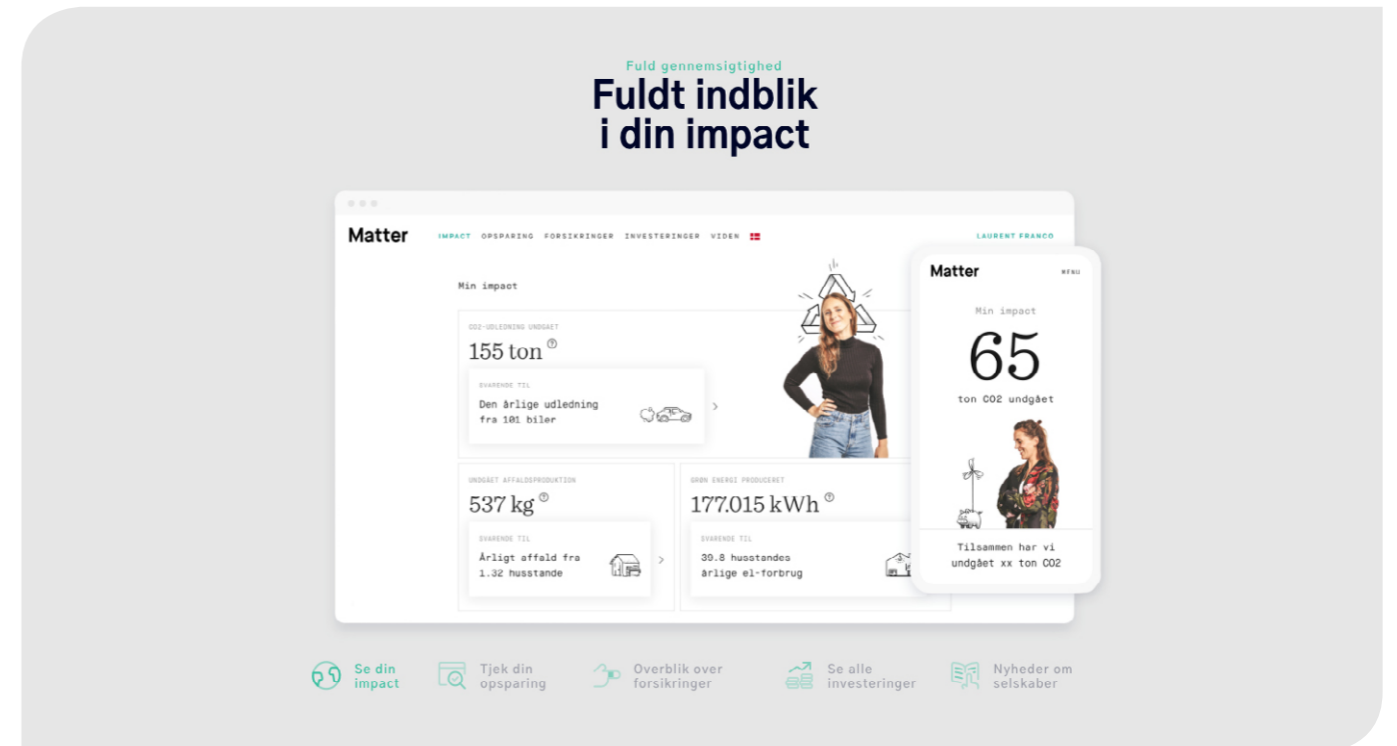 Fuld gennemsigtighed
Fuldt indblik
i din impact
Matter
IMPACT OPSPARING FORSIKRINGER INVESTERINGER VIDEN
LAURENT FRANCO
Min impact
CO2-UDLEDNING UNDGÅET
155 ton
SVARENDE TIL
Den årlige udledning
fra 101 biler
UNDGÅET AFFALDSPRODUKTION
537 kg
SVARENDE TIL
Årligt affald fra
1.32 husstande
GRØN ENERGI PRODUCERET
177.015 kWh
SVARENDE TIL
39.8 husstandes
årlige el-forbrug
Matter
MENU
Min impact
65
ton CO2 undgået
Tilsammen har vi
undgået xx ton CO2
Se din
impact
Tjek din
opsparing
Overblik over
forsikringer
Se alle
investeringer
Nyheder om
selskaber